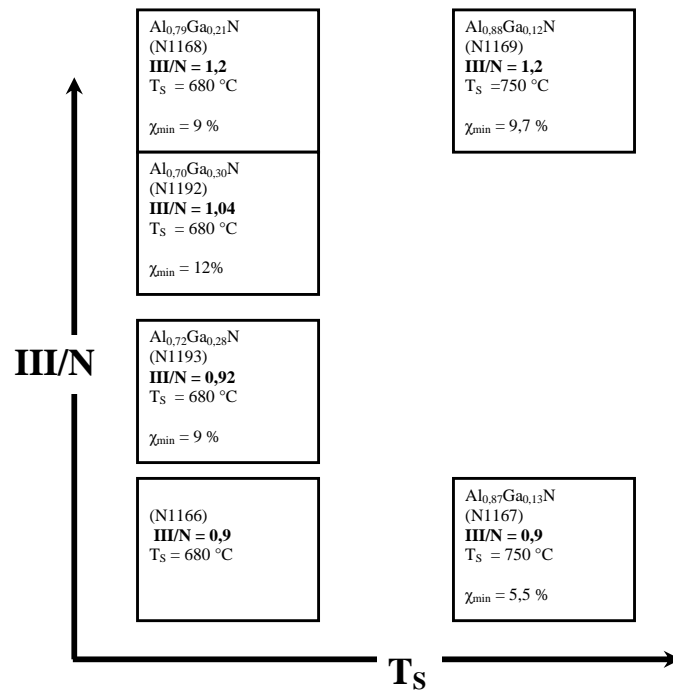 Al0,79Ga0,21N
(N1168)
III/N = 1,2
TS = 680 °C
χmin = 9 %
Al0,88Ga0,12N
(N1169)
III/N = 1,2
TS =750 °C
χmin = 9,7 %
Al0,70Ga0,30N
(N1192)
III/N = 1,04
TS = 680 °C
χmin = 12%
III/N
Al0,72Ga0,28N
(N1193)
III/N = 0,92
TS = 680 °C
χmin = 9 %
(N1166)
III/N = 0,9
TS = 680 °C
Al0,87Ga0,13N
(N1167)
III/N = 0,9
TS = 750 °C
χmin = 5,5 %
TS